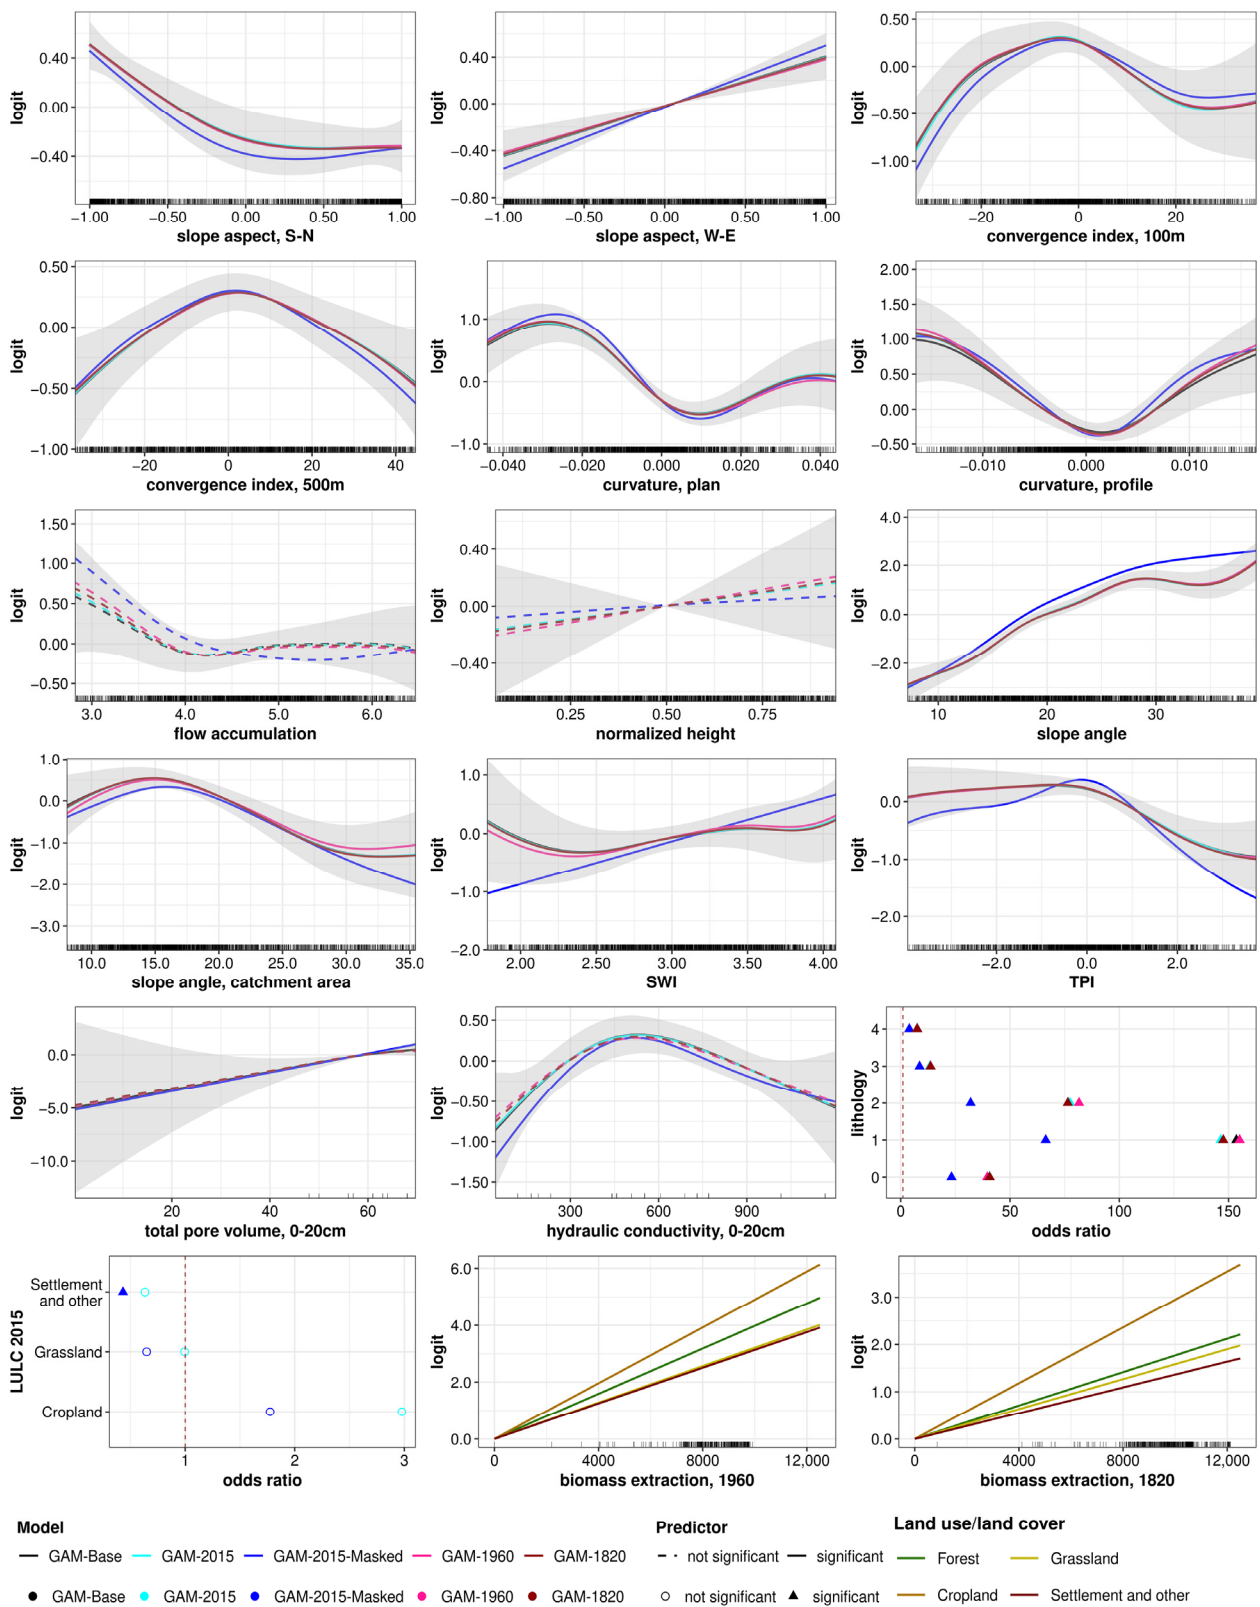 logit
0.40
0.00
−0.40
−1.00
−0.50
0.00
0.50
1.00
slope aspect, S-N
logit
0.40
0.00
−0.40
−0.80
−1.00
−0.50
0.00
0.50
1.00
slope aspect, W-E
logit
0.50
0.00
−0.50
−1.00
−20
0
20
convergence index, 100m
logit
0.50
0.00
−0.50
−1.00
−20
0
20
40
convergence index, 500m
logit
1.0
0.0
−1.0
−0.040
−0.020
0.000
0.020
0.040
curvature, plan
logit
2.00
1.50
1.00
0.50
0.00
−0.50
−0.010
0.000
0.010
curvature, profile
logit
1.50
1.00
0.50
0.00
−0.50
3.0
4.0
5.0
6.0
flow accumulation
logit
0.40
0.00
−0.40
0.25
0.50
0.75
normalized height
logit
4.0
2.0
0.0
−2.0
10
20
30
slope angle
logit
1.0
0.0
−1.0
−2.0
−3.0
10.0
15.0
20.0
25.0
30.0
35.0
slope angle, catchment area
logit
1.0
0.0
−1.0
−2.0
2.00
2.50
3.00
3.50
4.00
SWI
logit
0.0
−1.0
−2.0
−2.0
0.0
2.0
TPI
logit
0.0
−5.0
−10.0
20
40
60
total pore volume, 0-20cm
logit
0.50
0.00
−0.50
−1.00
−1.50
300
600
900
hydraulic conductivity, 0-20cm
lithology
4
3
2
1
0
0
50
100
150
odds ratio
LULC 2015
Settlement
and other
Grassland
Cropland
1
2
3
odds ratio
logit
6.0
4.0
2.0
0.0
0
4000
8000
12,000
biomass extraction, 1960
logit
3.0
2.0
1.0
0.0
0
4000
8000
12,000
biomass extraction, 1820
Model
GAM-Base GAM-2015 GAM-2015-Masked GAM-1960 GAM-1820
GAM-Base GAM-2015 GAM-2015-Masked GAM-1960 GAM-1820
Predictor
not significant significant
not significant significant
Land use/land cover
Forest Grassland
Cropland Settlement and other